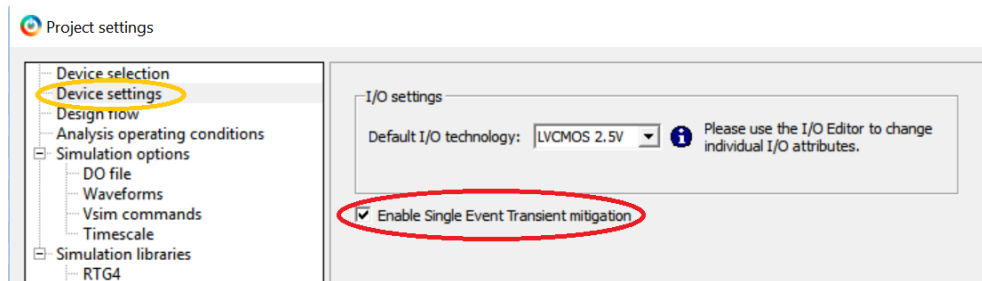 Project settings
Device selection
Device settings
Design flow
Analysis operating conditions
Simulation options
DO file
Waveforms
Vsim commands
Timescale
Simulation libraries
RTG4
I/O settings
Default I/O technology: LVCMOS 2.5V
Please use the I/O Editor to change
individual I/O attributes.
Enable Single Event Transient mitigation